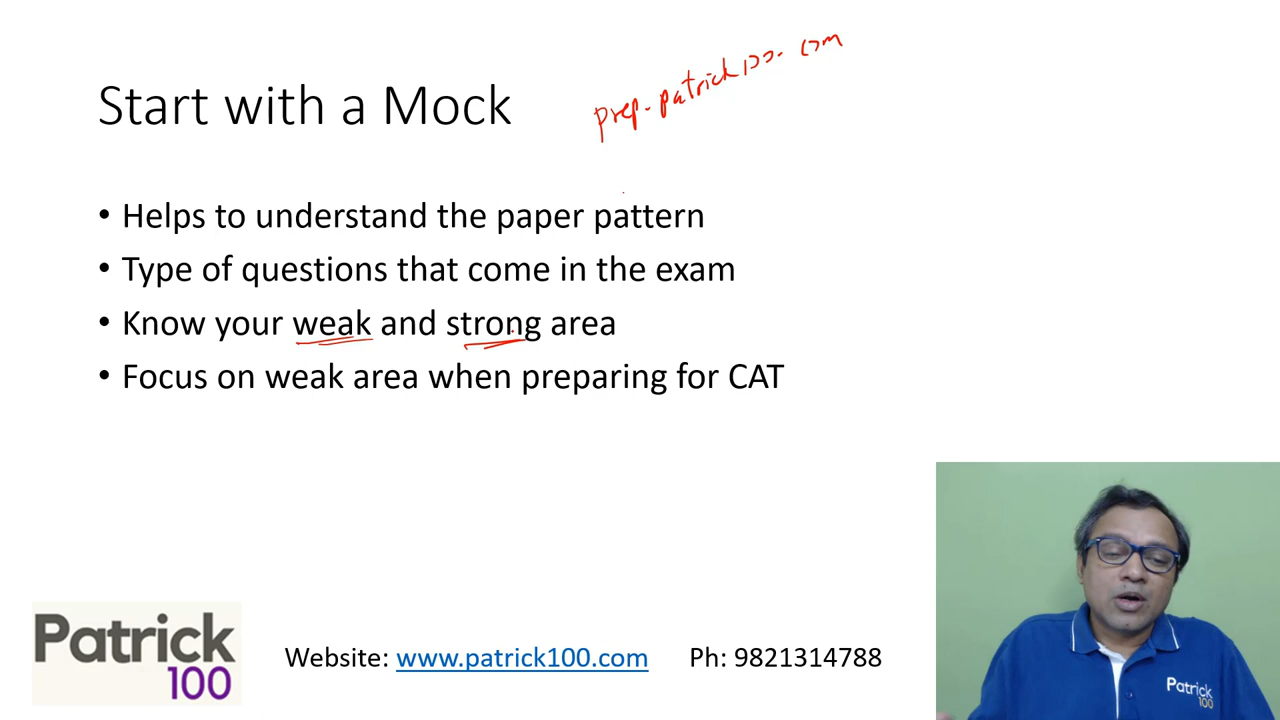 prep.patrick100.com
Start with a Mock
• Helps to understand the paper pattern
• Type of questions that come in the exam
• Know your weak and strong area
• Focus on weak area when preparing for CAT
Patrick
100
Website: www.patrick100.com Ph: 9821314788
Patrick
100